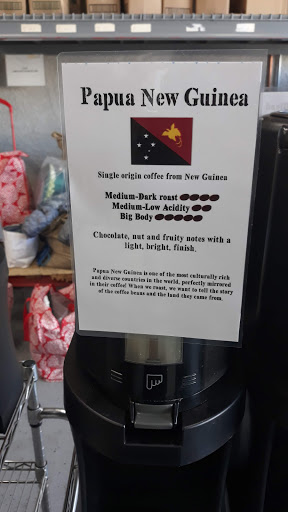 Papua New Guinea
Single origin coffee from New Guinea
Medium-Dark roast
Medium-Low Acidity
Big Body
Chocolate, nut and fruity notes with a
light, bright, finish.
Papua New Guinea is one of the most culturally rich
and diverse countries in the world, perfectly mirrored
in their coffee! When we roast, we want to tell the story
of the coffee beans and the land they came from